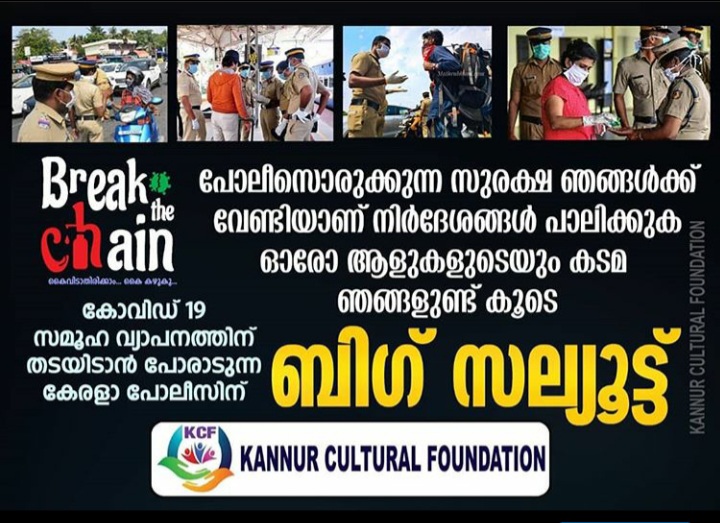 Break
the
chain
കൈവിടാതിരിക്കാം... കൈ കഴുകൂ...
പോലീസൊരുക്കുന്ന സുരക്ഷ ഞങ്ങൾക്ക്
വേണ്ടിയാണ് നിർദേശങ്ങൾ പാലിക്കുക
ഓരോ ആളുകളുടെയും കടമ
ഞങ്ങളുണ്ട് കൂടെ
കോവിഡ് 19
സമൂഹ വ്യാപനത്തിന്
തടയിടാൻ പോരാടുന്ന
കേരളാ പോലീസിന്
ബിഗ് സല്യൂട്ട്
KCF
KANNUR CULTURAL FOUNDATION
KANNUR CULTURAL FOUNDATION